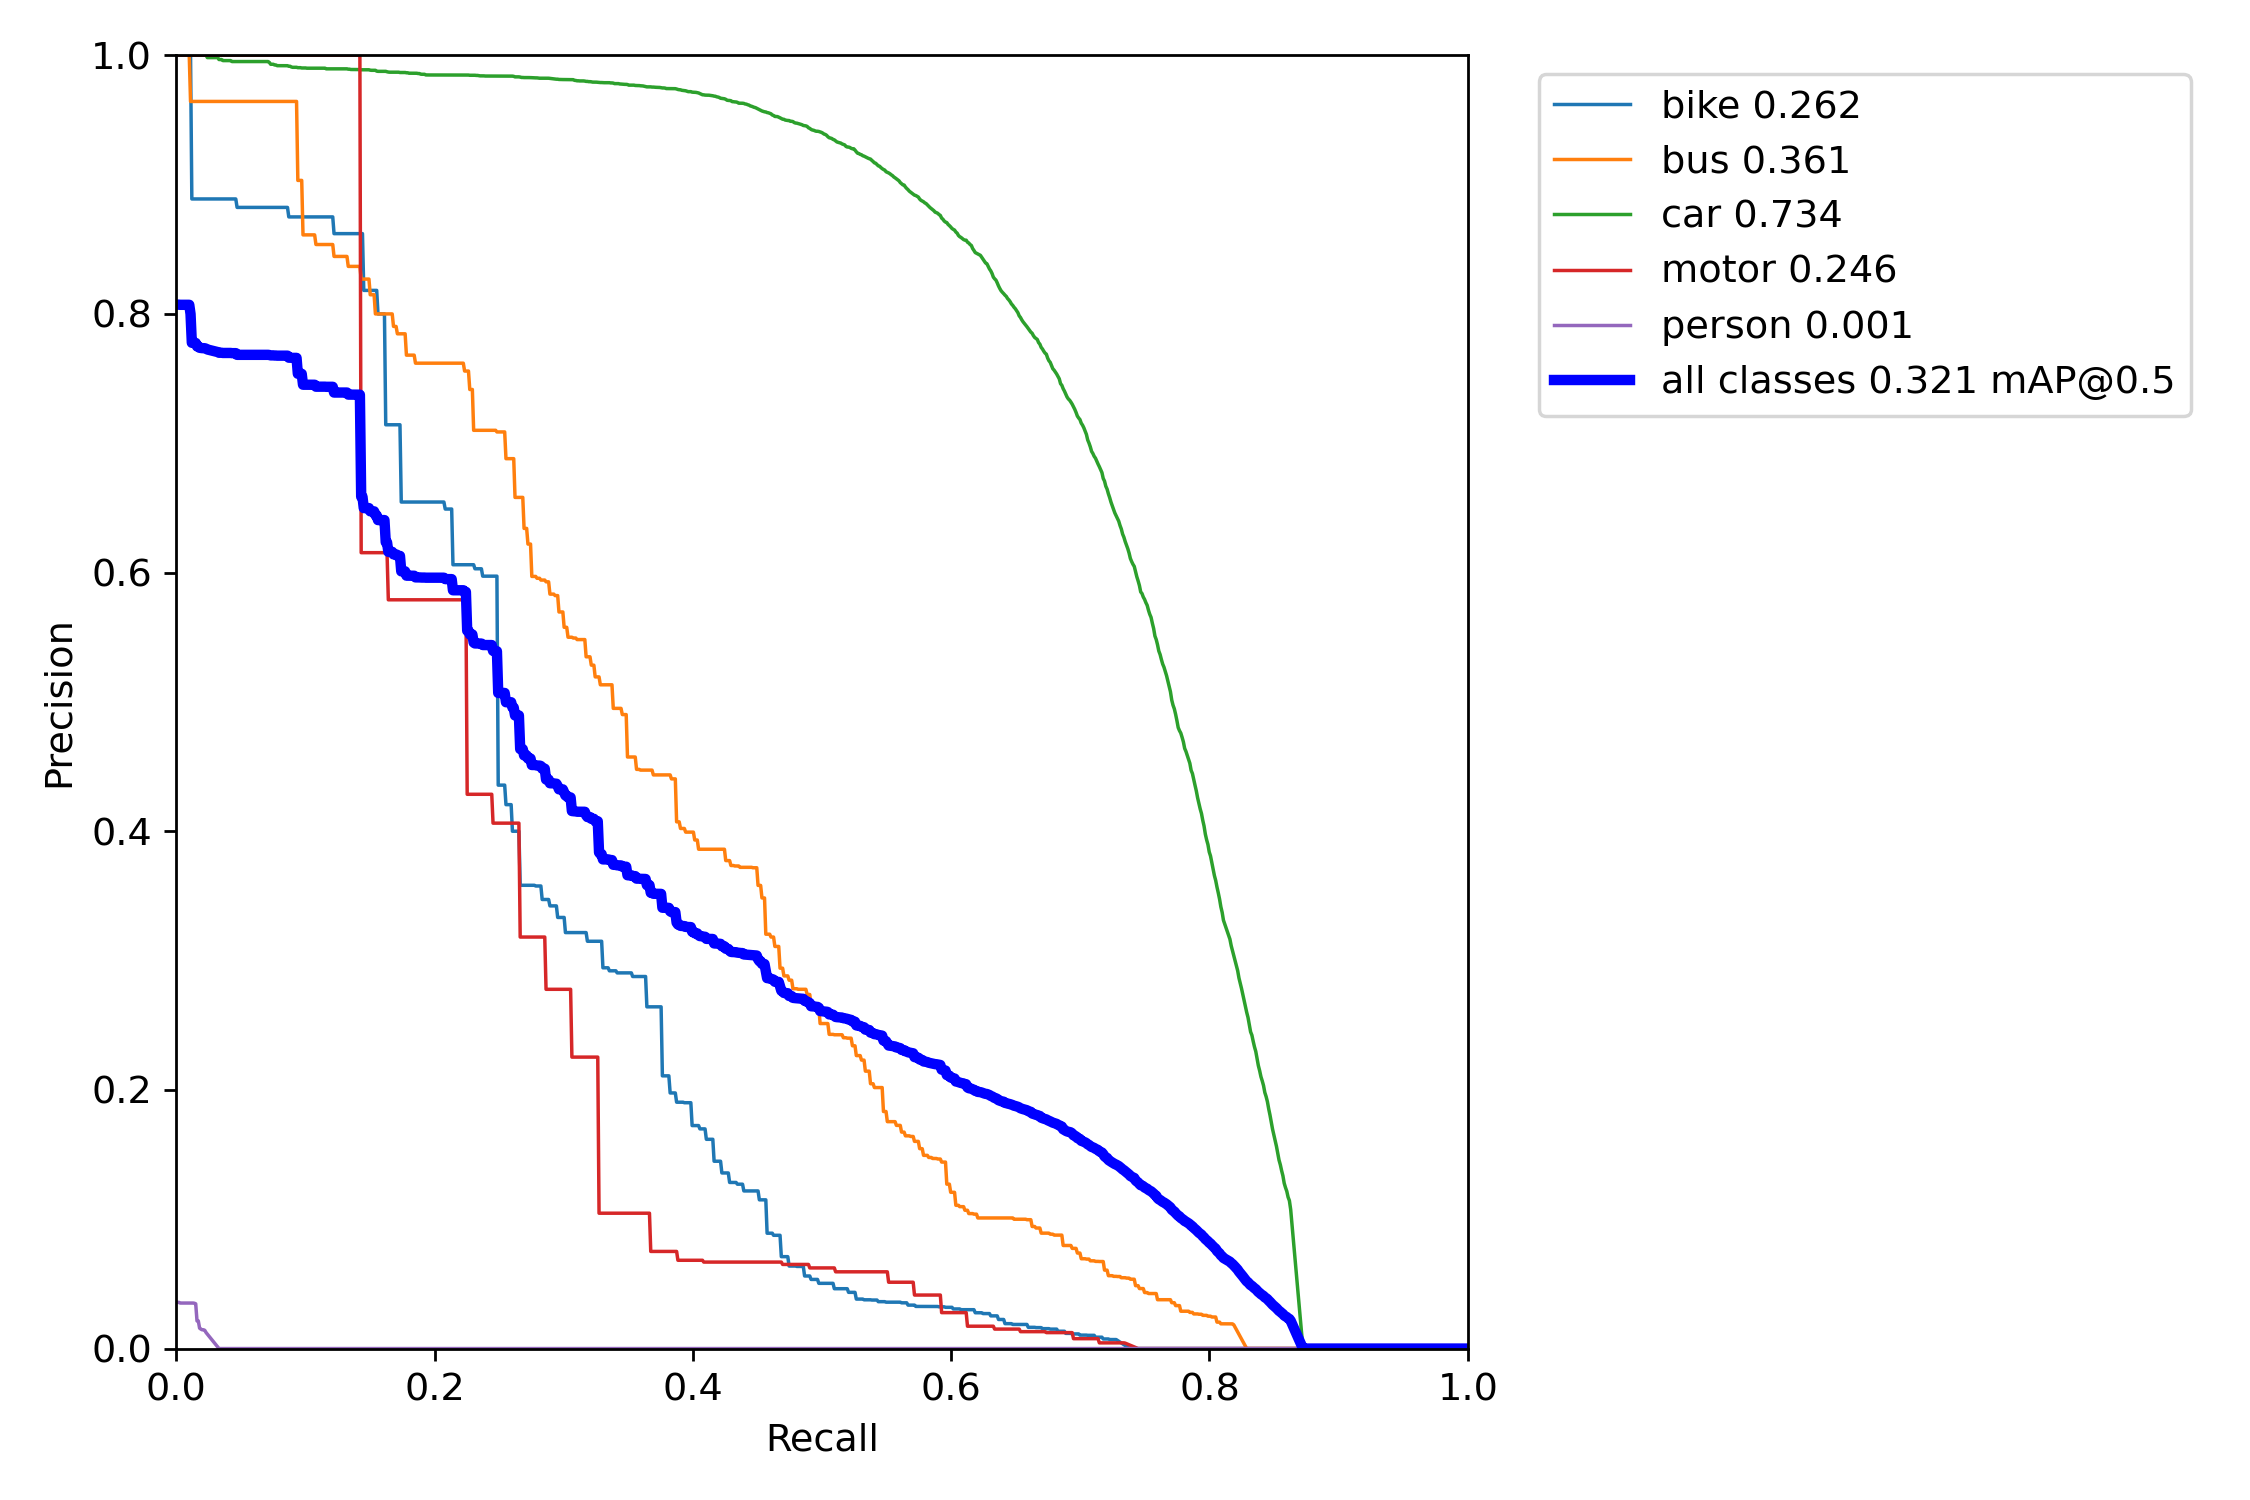 1.0
0.8
0.6
0.4
0.2
0.0
Precision
0.0 0.2 0.4 0.6 0.8 1.0
Recall
bike 0.262
bus 0.361
car 0.734
motor 0.246
person 0.001
all classes 0.321 mAP@0.5